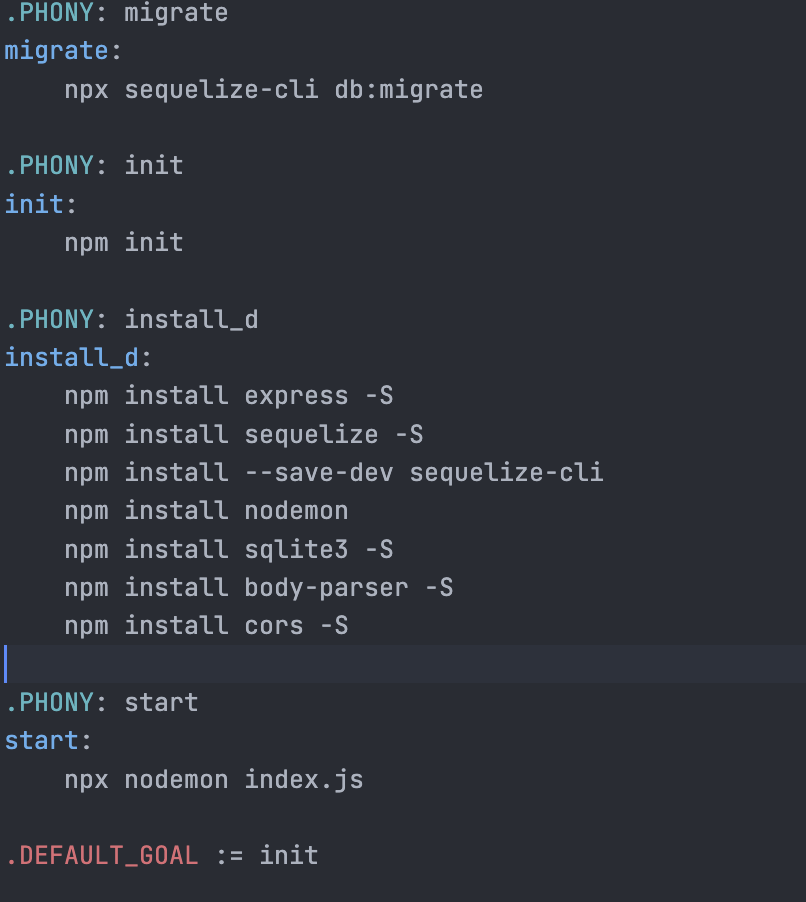 .PHONY: migrate
migrate:
    npx sequelize-cli db:migrate

.PHONY: init
init:
    npm init

.PHONY: install_d
install_d:
    npm install express -S
    npm install sequelize -S
    npm install --save-dev sequelize-cli
    npm install nodemon
    npm install sqlite3 -S
    npm install body-parser -S
    npm install cors -S

.PHONY: start
start:
    npx nodemon index.js

.DEFAULT_GOAL := init